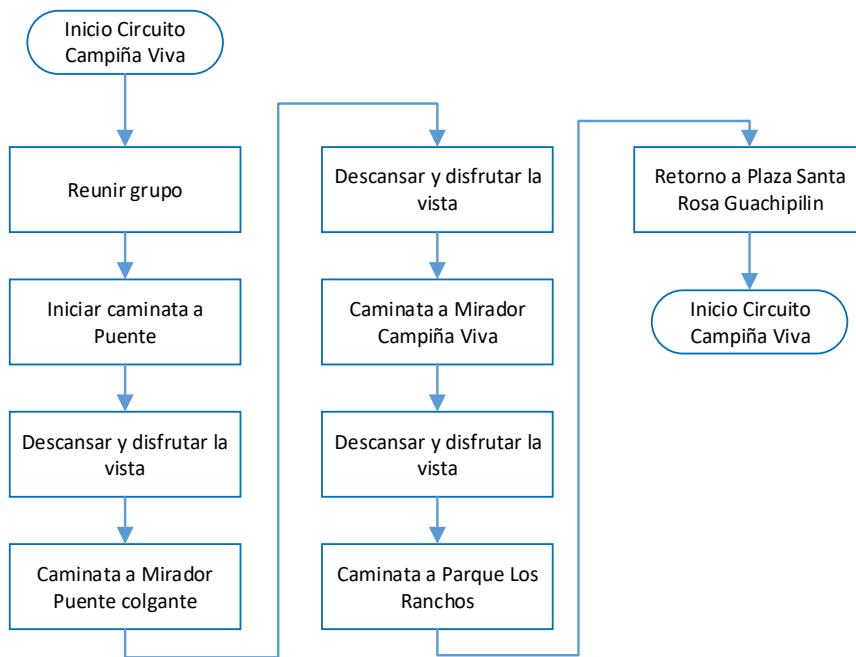 Inicio Circuito
Campiña Viva
Reunir grupo
Iniciar caminata a
Puente
Descansar y disfrutar la
vista
Caminata a Mirador
Puente colgante
Descansar y disfrutar la
vista
Caminata a Mirador
Campiña Viva
Descansar y disfrutar la
vista
Caminata a Parque Los
Ranchos
Retorno a Plaza Santa
Rosa Guachipilin
Inicio Circuito
Campiña Viva